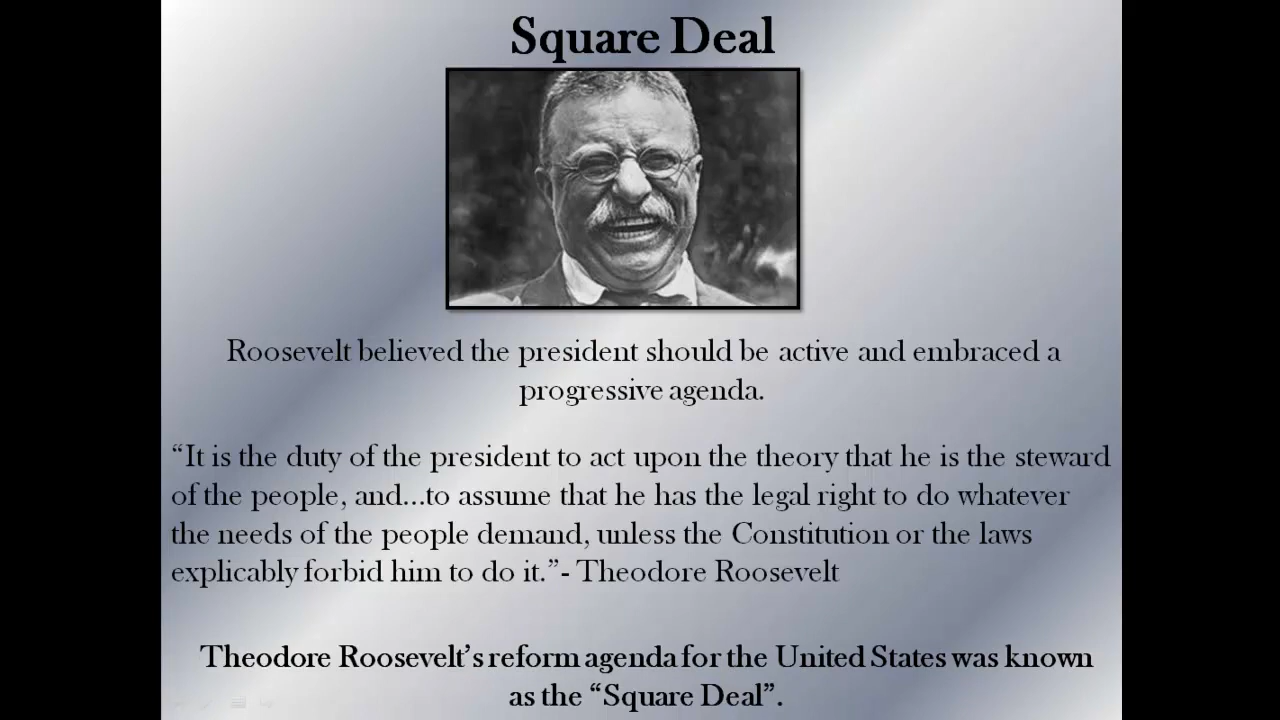 Square Deal
Roosevelt believed the president should be active and embraced a
progressive agenda.
“It is the duty of the president to act upon the theory that he is the steward
of the people, and...to assume that he has the legal right to do whatever
the needs of the people demand, unless the Constitution or the laws
explicably forbid him to do it.”- Theodore Roosevelt
Theodore Roosevelt’s reform agenda for the United States was known
as the “Square Deal”.